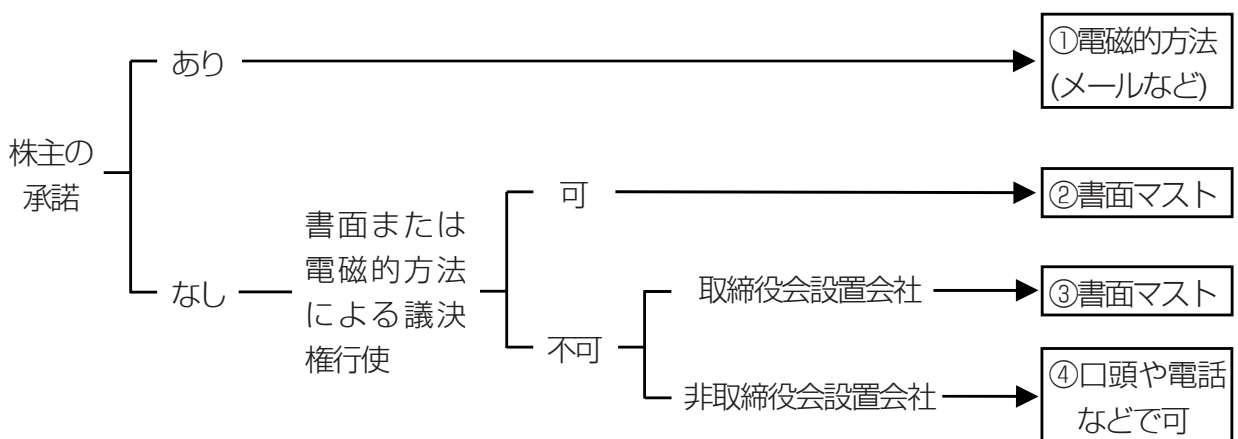 株主の
承諾
あり
①電磁的方法
(メールなど)
なし
書面または
電磁的方法
による議決
権行使
可
②書面マスト
不可
取締役会設置会社
③書面マスト
非取締役会設置会社
④口頭や電話
などで可